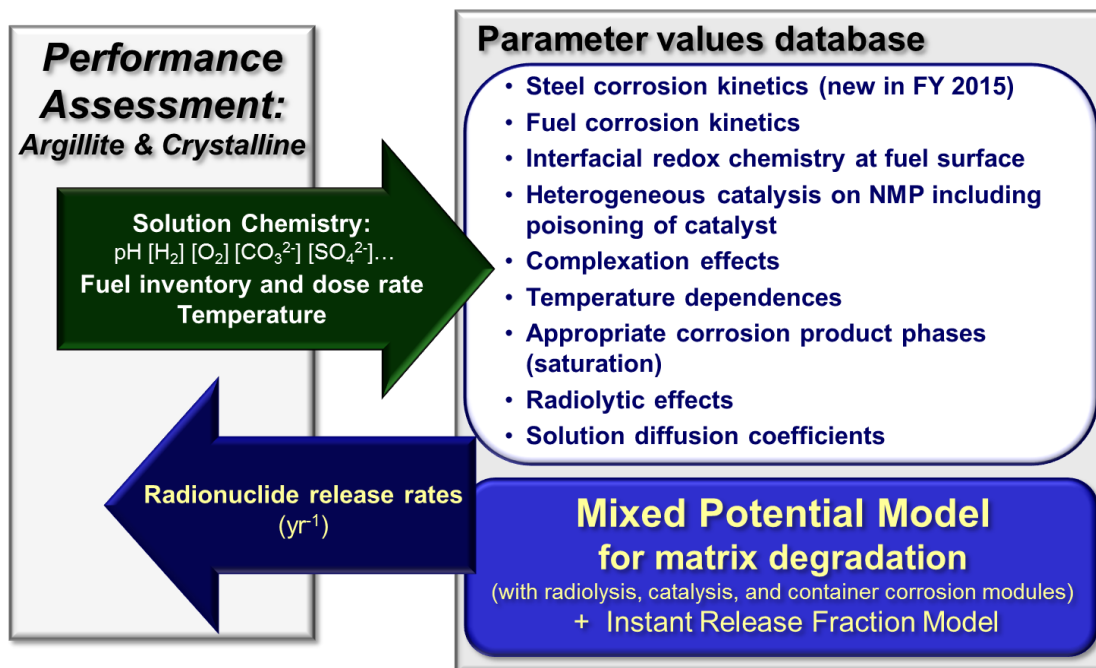 Performance
Assessment:
Argillite & Crystalline
Solution Chemistry:
pH [H₂] [O₂] [CO₃²⁻] [SO₄²⁻]…
Fuel inventory and dose rate
Temperature
Radionuclide release rates
(yr⁻¹)
Parameter values database
• Steel corrosion kinetics (new in FY 2015)
• Fuel corrosion kinetics
• Interfacial redox chemistry at fuel surface
• Heterogeneous catalysis on NMP including
poisoning of catalyst
• Complexation effects
• Temperature dependences
• Appropriate corrosion product phases
(saturation)
• Radiolytic effects
• Solution diffusion coefficients
Mixed Potential Model
for matrix degradation
(with radiolysis, catalysis, and container corrosion modules)
+ Instant Release Fraction Model